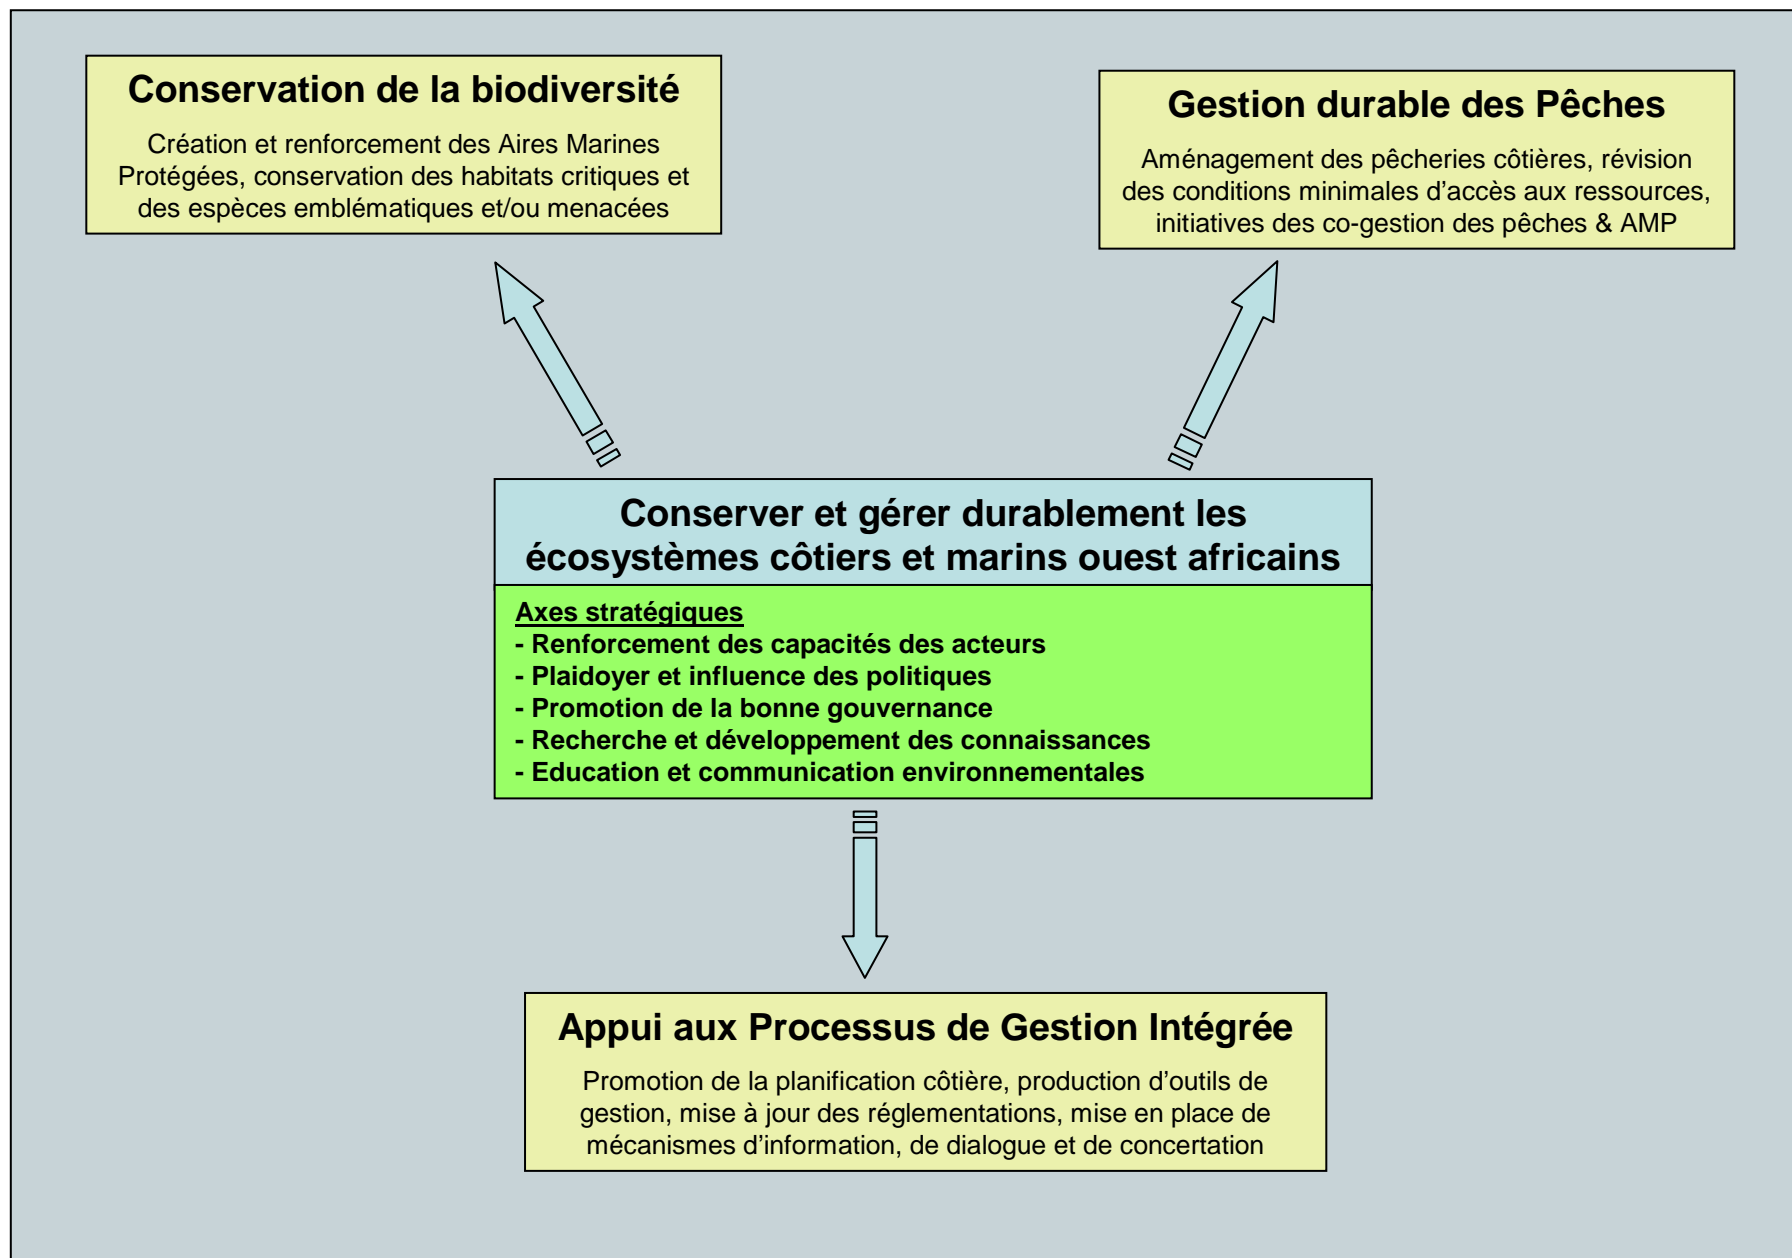 Conservation de la biodiversité
Création et renforcement des Aires Marines
Protégées, conservation des habitats critiques et
des espèces emblématiques et/ou menacées
Gestion durable des Pêches
Aménagement des pêcheries côtières, révision
des conditions minimales d’accès aux ressources,
initiatives des co-gestion des pêches & AMP
Conserver et gérer durablement les
écosystèmes côtiers et marins ouest africains
Axes stratégiques
- Renforcement des capacités des acteurs
- Plaidoyer et influence des politiques
- Promotion de la bonne gouvernance
- Recherche et développement des connaissances
- Education et communication environnementales
Appui aux Processus de Gestion Intégrée
Promotion de la planification côtière, production d’outils de
gestion, mise à jour des réglementations, mise en place de
mécanismes d’information, de dialogue et de concertation